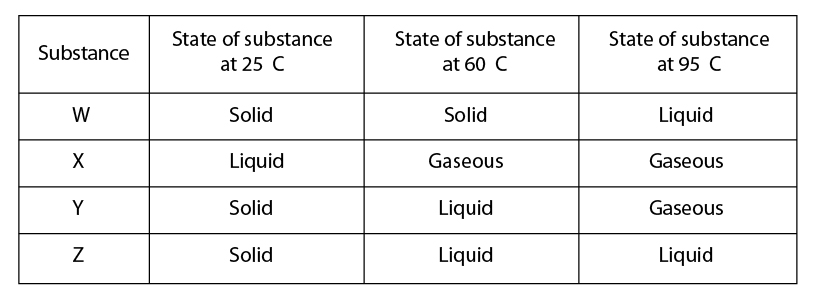 Substance
State of substance
at 25 C
State of substance
at 60 C
State of substance
at 95 C
W Solid Solid Liquid
X Liquid Gaseous Gaseous
Y Solid Liquid Gaseous
Z Solid Liquid Liquid